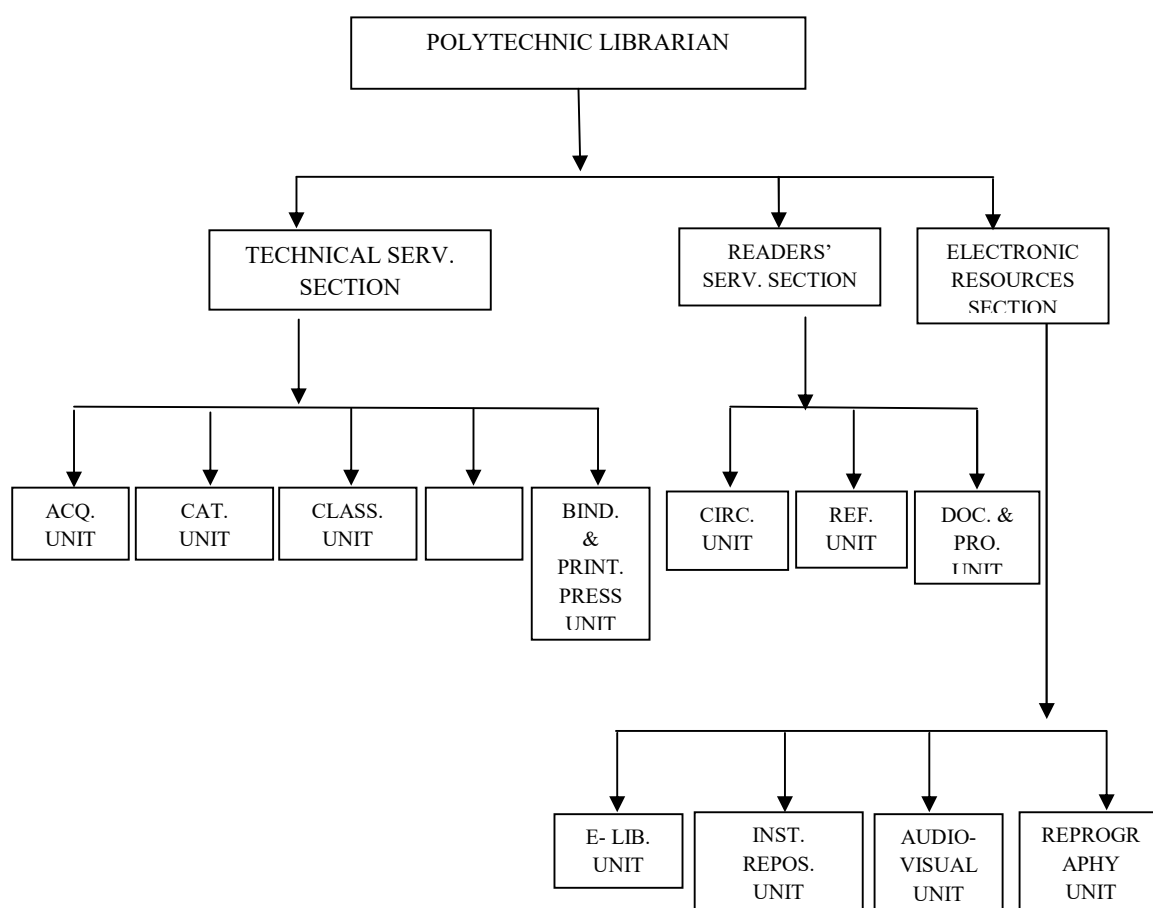 POLYTECHNIC LIBRARIAN
TECHNICAL SERV.
SECTION
READERS’
SERV. SECTION
ELECTRONIC
RESOURCES
SECTION
ACQ.
UNIT
CAT.
UNIT
CLASS.
UNIT
BIND.
&
PRINT.
PRESS
UNIT
CIRC.
UNIT
REF.
UNIT
DOC. &
PRO.
UNIT
E- LIB.
UNIT
INST.
REPOS.
UNIT
AUDIO-
VISUAL
UNIT
REPROGR
APHY
UNIT